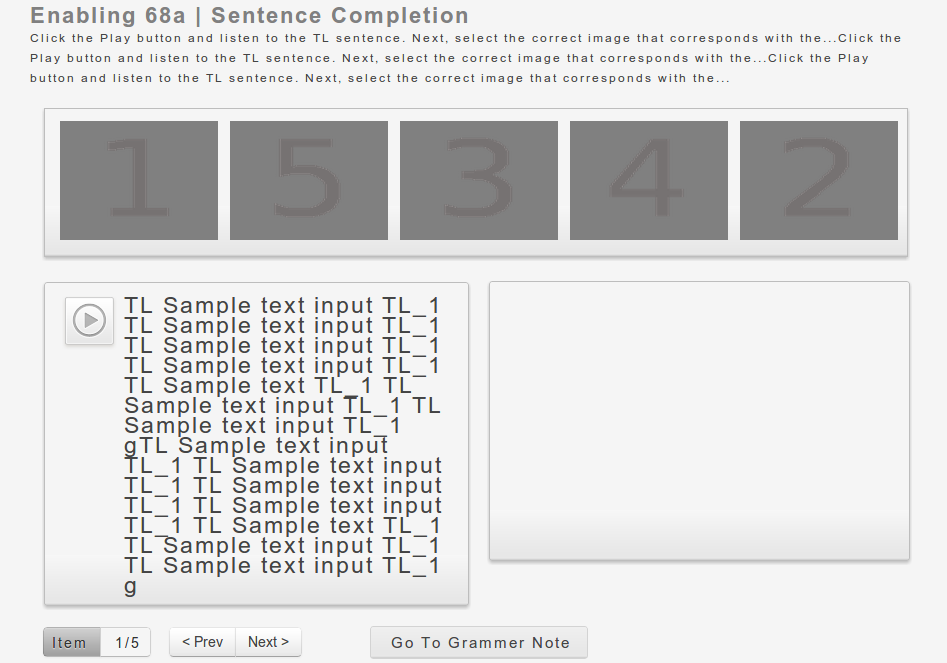 Enabling 68a | Sentence Completion
Click the Play button and listen to the TL sentence. Next, select the correct image that corresponds with the...Click the
Play button and listen to the TL sentence. Next, select the correct image that corresponds with the...Click the Play
button and listen to the TL sentence. Next, select the correct image that corresponds with the...
1 5 3 4 2
TL Sample text input TL_1
TL Sample text input TL_1
TL Sample text input TL_1
TL Sample text input TL_1
TL Sample text TL_1 TL
Sample text input TL_1 TL
Sample text input TL_1
gTL Sample text input
TL_1 TL Sample text input
TL_1 TL Sample text input
TL_1 TL Sample text input
TL_1 TL Sample text TL_1
TL Sample text input TL_1
TL Sample text input TL_1
g
Item 1/5 < Prev Next > Go To Grammer Note